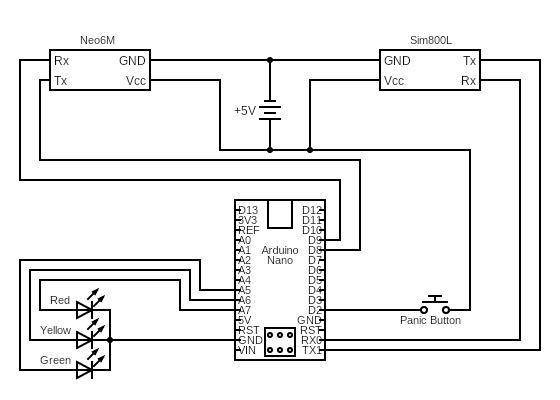 Neo6M
Sim800L
Rx GND
Tx Vcc
GND Tx
Vcc Rx
+5V
D13 D12
3V3 D11
REF D10
A0 D9
A1 D8
A2 D7
A3 D6
A4 D5
A5 D4
A6 D3
A7 D2
5V GND
RST RST
GND RX0
VIN TX1
Arduino
Nano
Red
Yellow
Green
Panic Button